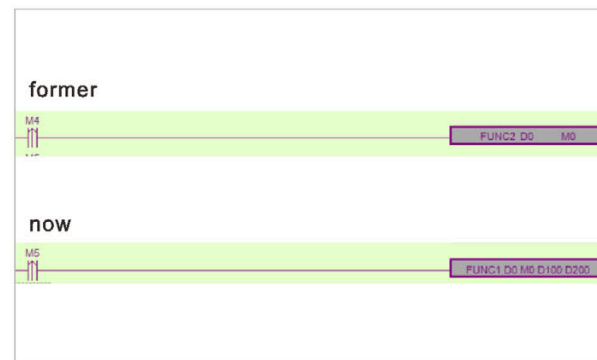 former
M4
FUNC2 D0 M0
now
M5
FUNC1 D0 M0 D100 D200